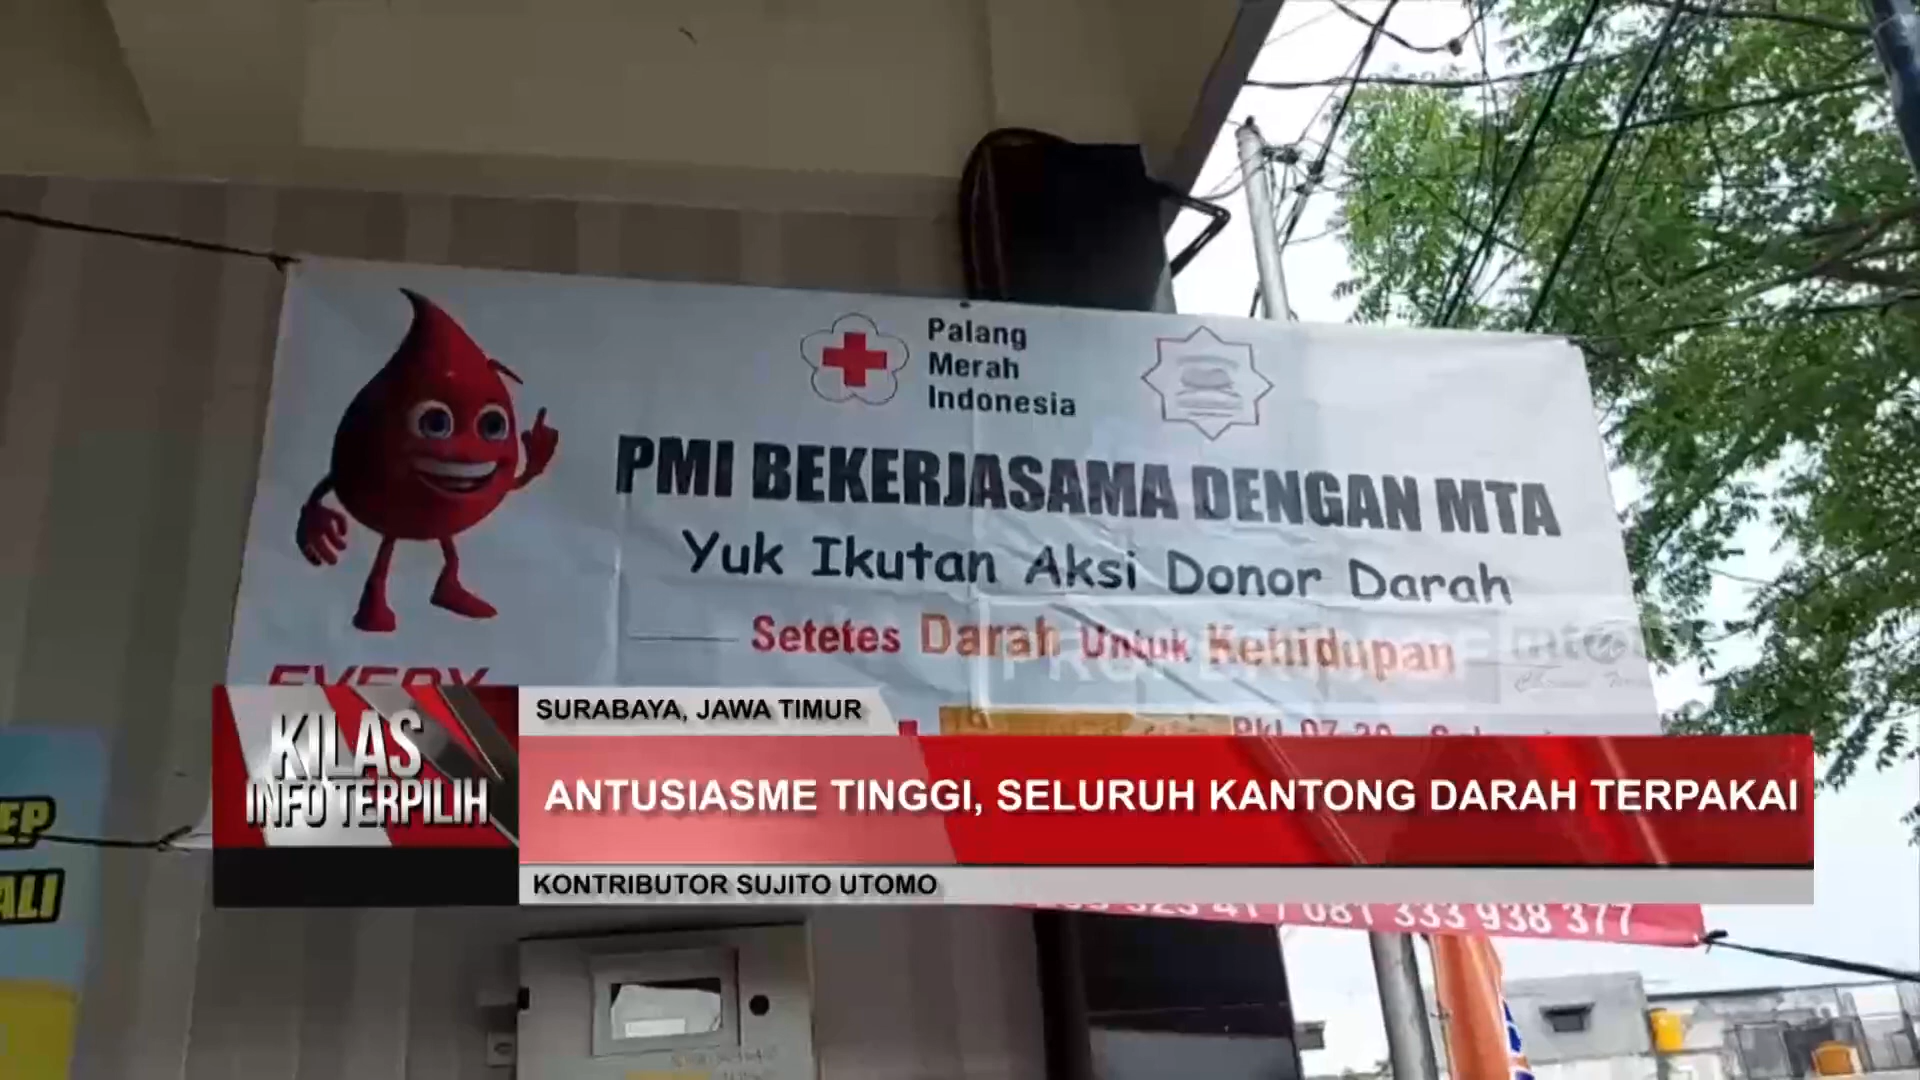 Palang
Merah
Indonesia
PMI BEKERJASAMA DENGAN MTA
Yuk Ikutan Aksi Donor Darah
Setetes Darah Untuk Kehidupan
EVERY
SURABAYA, JAWA TIMUR
KILAS
INFO TERPILIH
ANTUSIASME TINGGI, SELURUH KANTONG DARAH TERPAKAI
KONTRIBUTOR SUJITO UTOMO
081 333 938 377